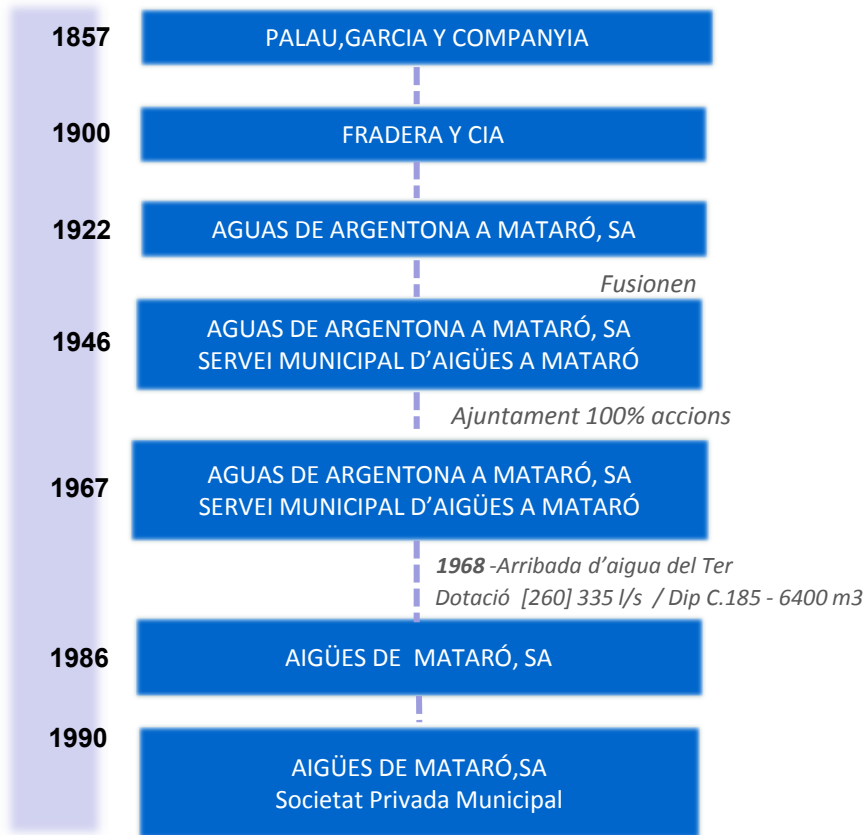 1857
PALAU,GARCIA Y COMPANYIA
1900
FRADERA Y CIA
1922
AGUAS DE ARGENTONA A MATARÓ, SA
Fusionen
1946
AGUAS DE ARGENTONA A MATARÓ, SA
SERVEI MUNICIPAL D’AIGÜES A MATARÓ
Ajuntament 100% accions
1967
AGUAS DE ARGENTONA A MATARÓ, SA
SERVEI MUNICIPAL D’AIGÜES A MATARÓ
1968 -Arribada d’aigua del Ter
Dotació [260] 335 l/s / Dip C.185 - 6400 m3
1986
AIGÜES DE MATARÓ, SA
1990
AIGÜES DE MATARÓ,SA
Societat Privada Municipal